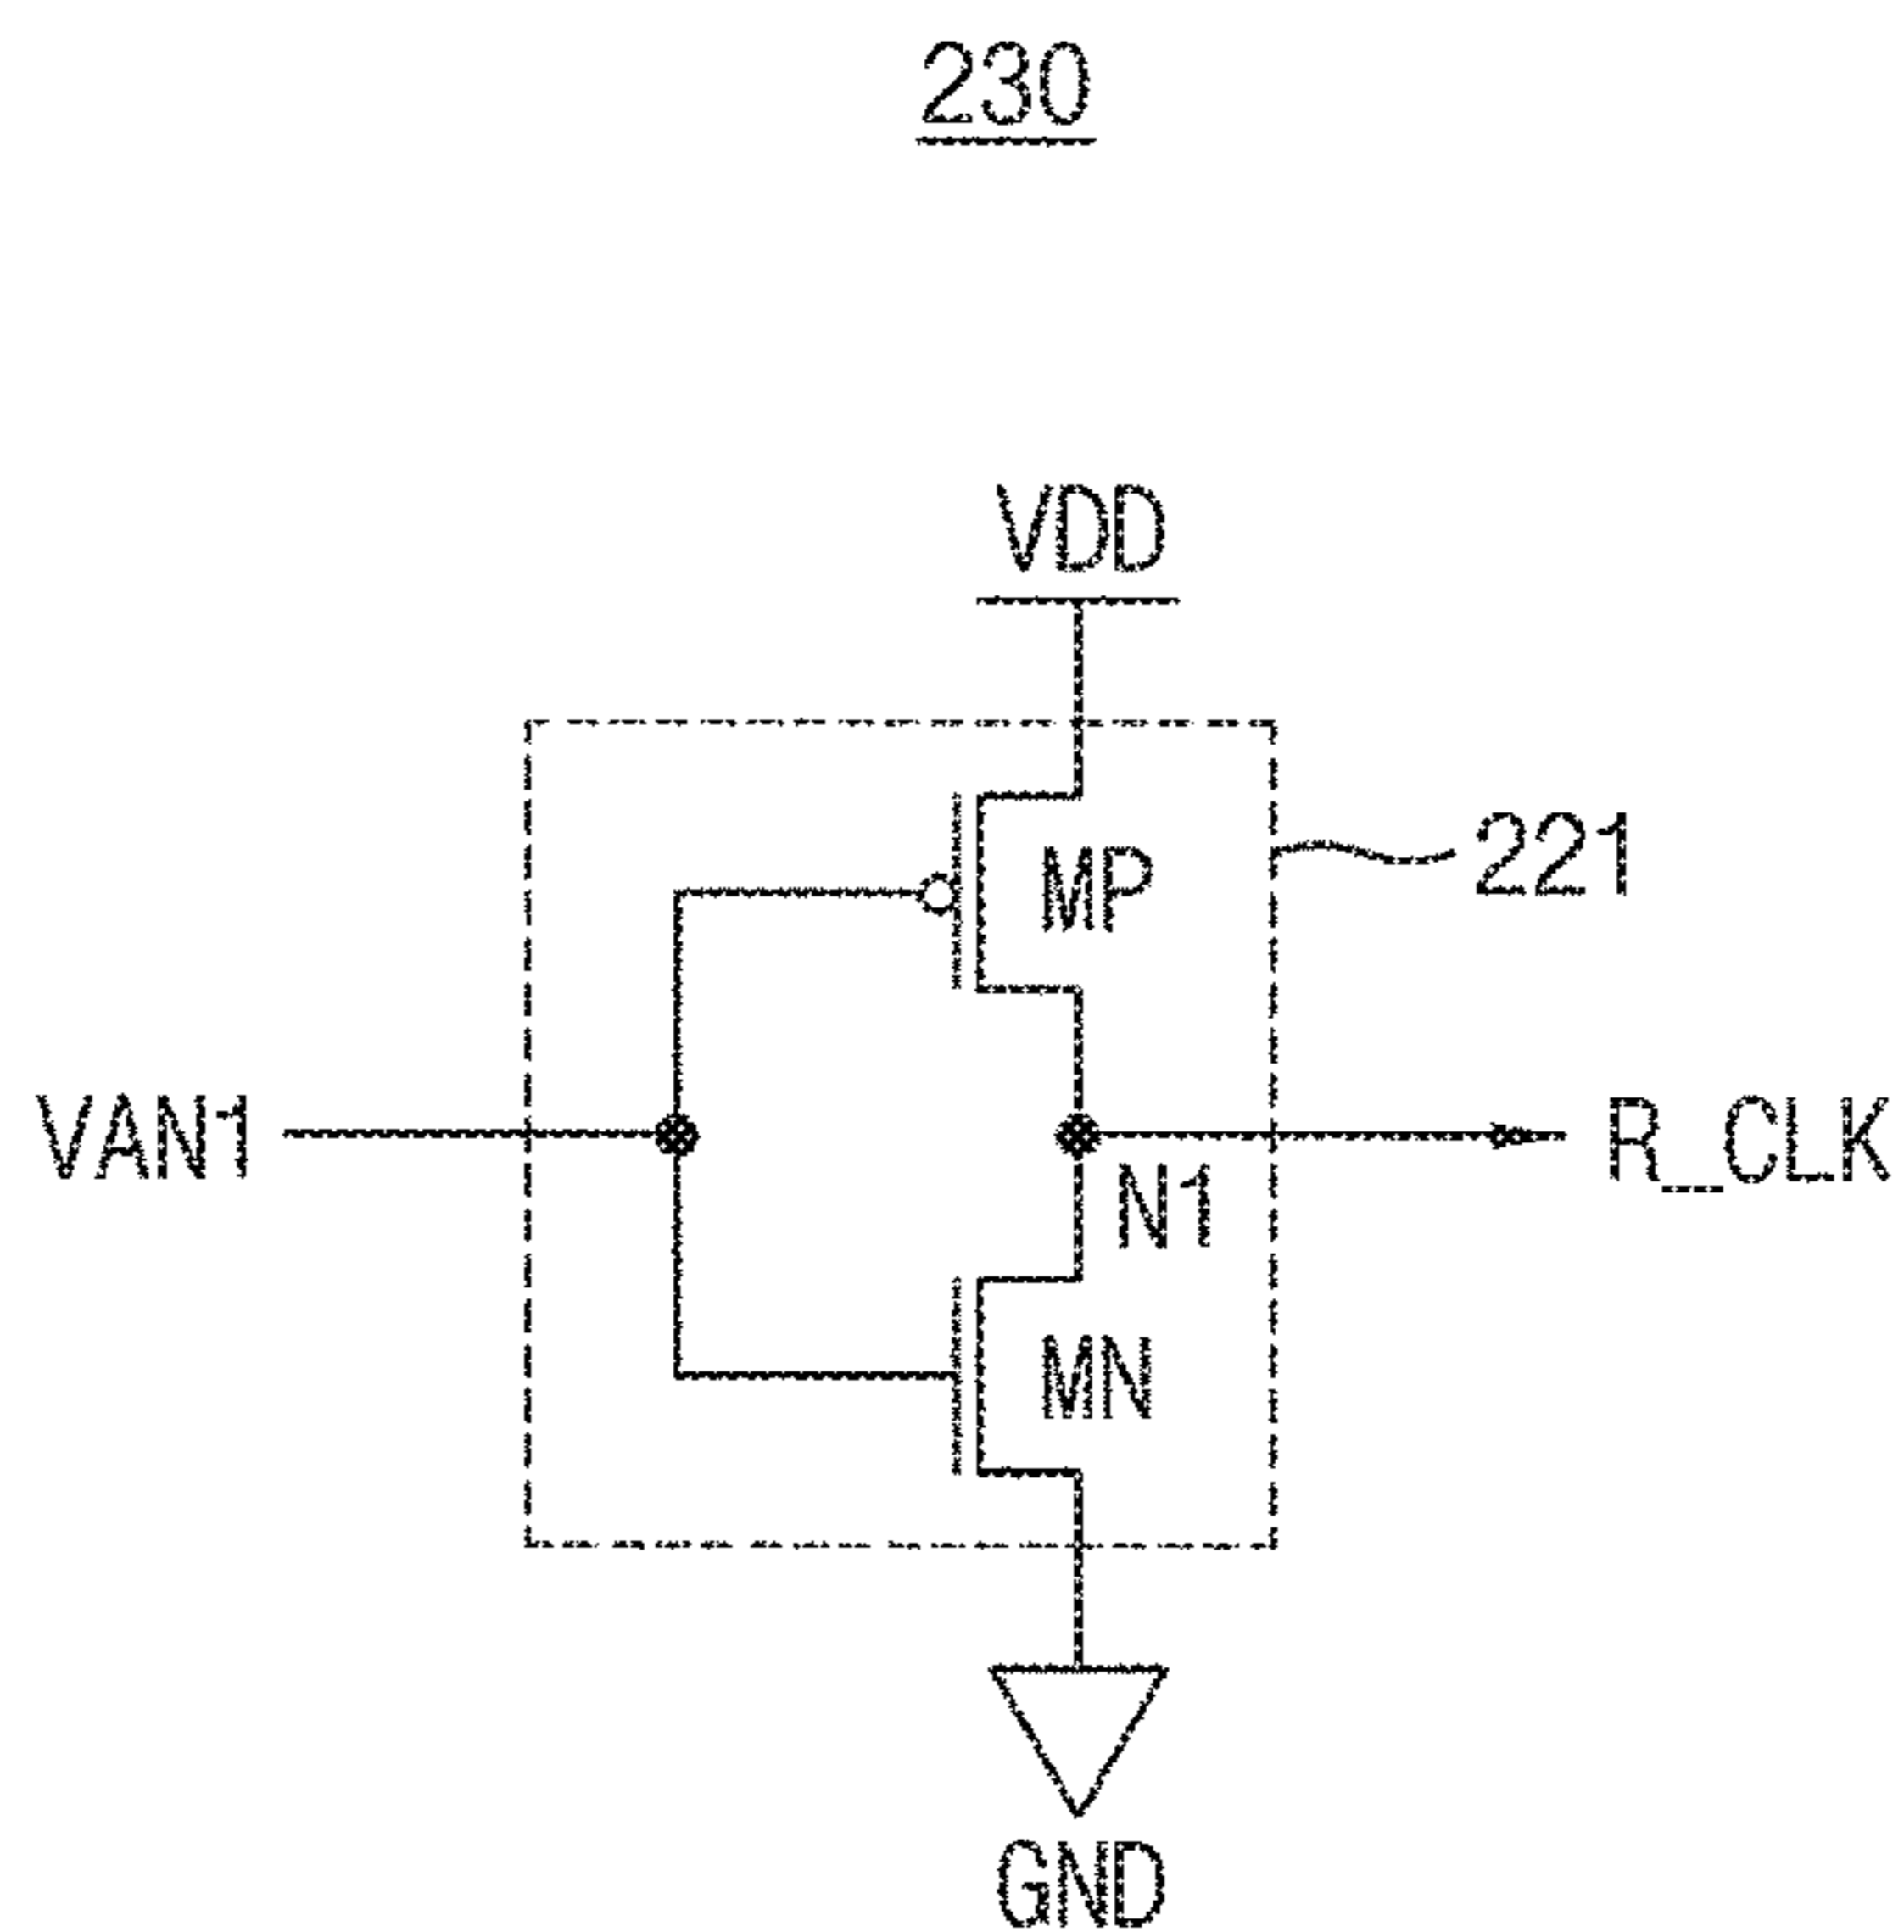 230
VDD
MP
221
VAN1
R_CLK
N1
MN
GND